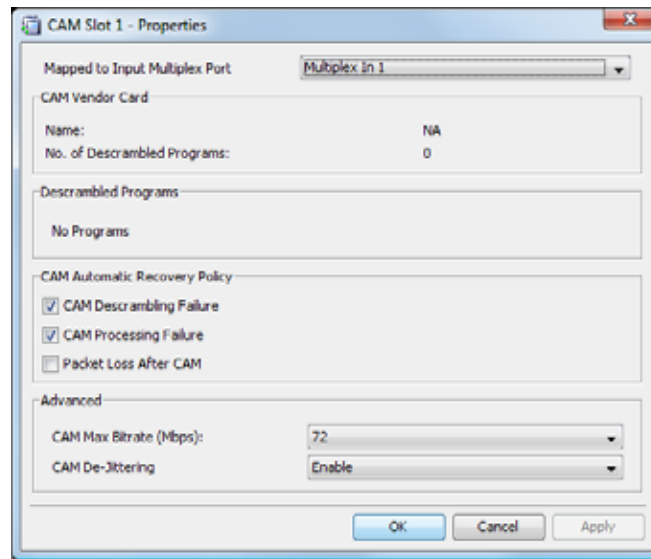 CAM Slot 1 - Properties
Mapped to Input Multiplex Port Multiplex In 1
CAM Vendor Card
Name: NA
No. of Descrambled Programs: 0
Descrambled Programs
No Programs
CAM Automatic Recovery Policy
CAM Descrambling Failure
CAM Processing Failure
Packet Loss After CAM
Advanced
CAM Max Bitrate (Mbps): 72
CAM De-Jittering Enable
OK Cancel Apply